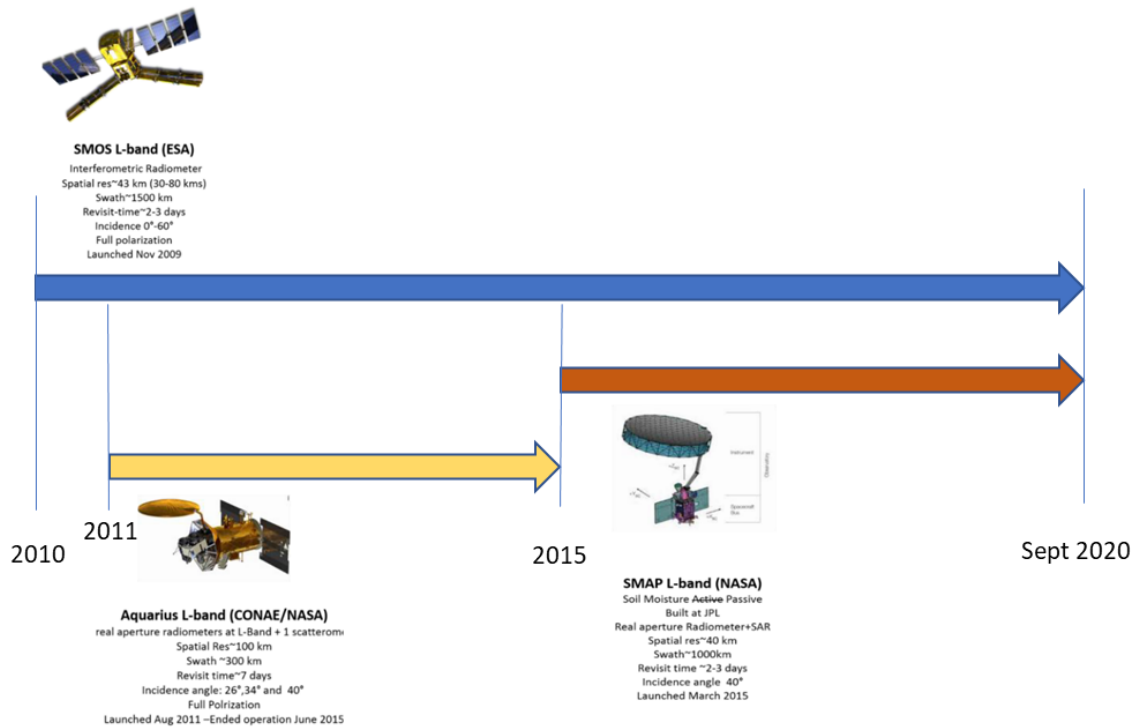 SMOS L-band (ESA)
Interferometric Radiometer
Spatial res~43 km (30-80 kms)
Swath~1500 km
Revisit-time~2-3 days
Incidence 0°-60°
Full polarization
Launched Nov 2009
2010
2011
2015
Sept 2020
Instrument
Observatory
Spacecraft
Bus
Aquarius L-band (CONAE/NASA)
real aperture radiometers at L-Band + 1 scatterome
Spatial Res~100 km
Swath ~300 km
Revisit time~7 days
Incidence angle: 26°,34° and 40°
Full Polrization
Launched Aug 2011 –Ended operation June 2015
SMAP L-band (NASA)
Soil Moisture Active Passive
Built at JPL
Real aperture Radiometer+SAR
Spatial res~40 km
Swath~1000km
Revisit time ~2-3 days
Incidence angle 40°
Launched March 2015